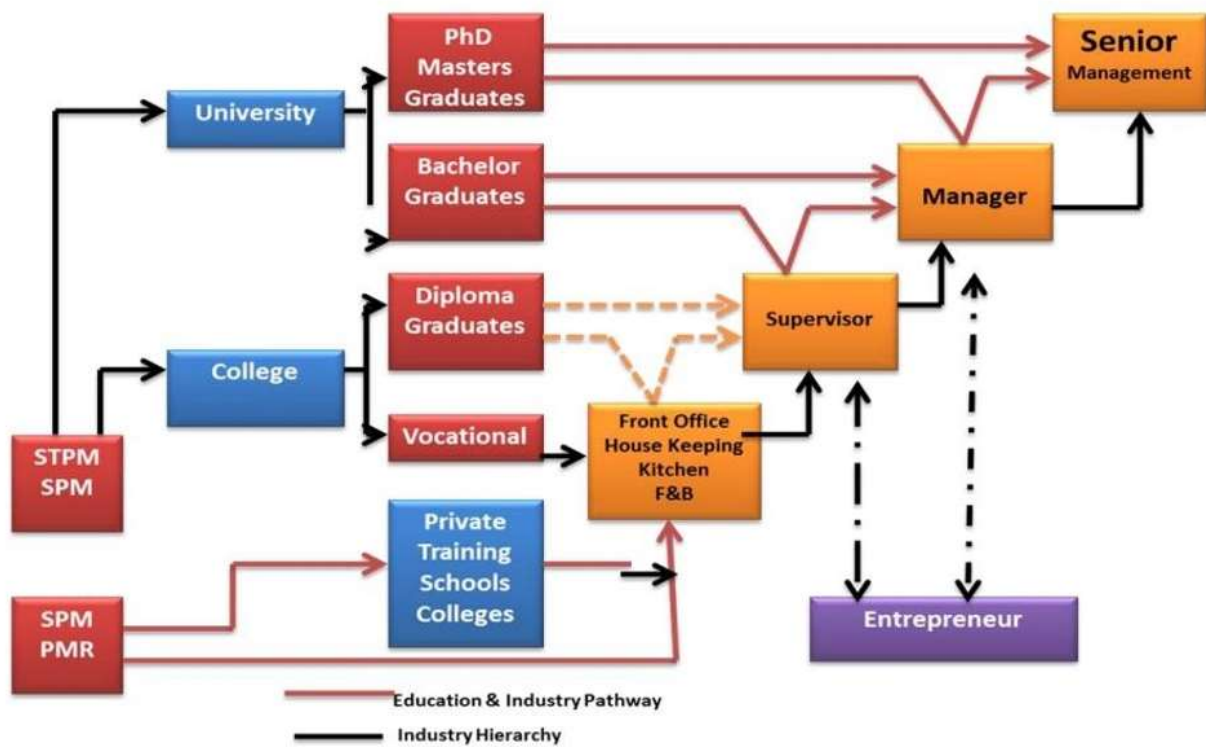 PhD
Masters
Graduates
Senior
Management
University
Bachelor
Graduates
Manager
Diploma
Graduates
Supervisor
College
Vocational
Front Office
House Keeping
Kitchen
F&B
STPM
SPM
Private
Training
Schools
Colleges
SPM
PMR
Entrepreneur
Education & Industry Pathway
Industry Hierarchy